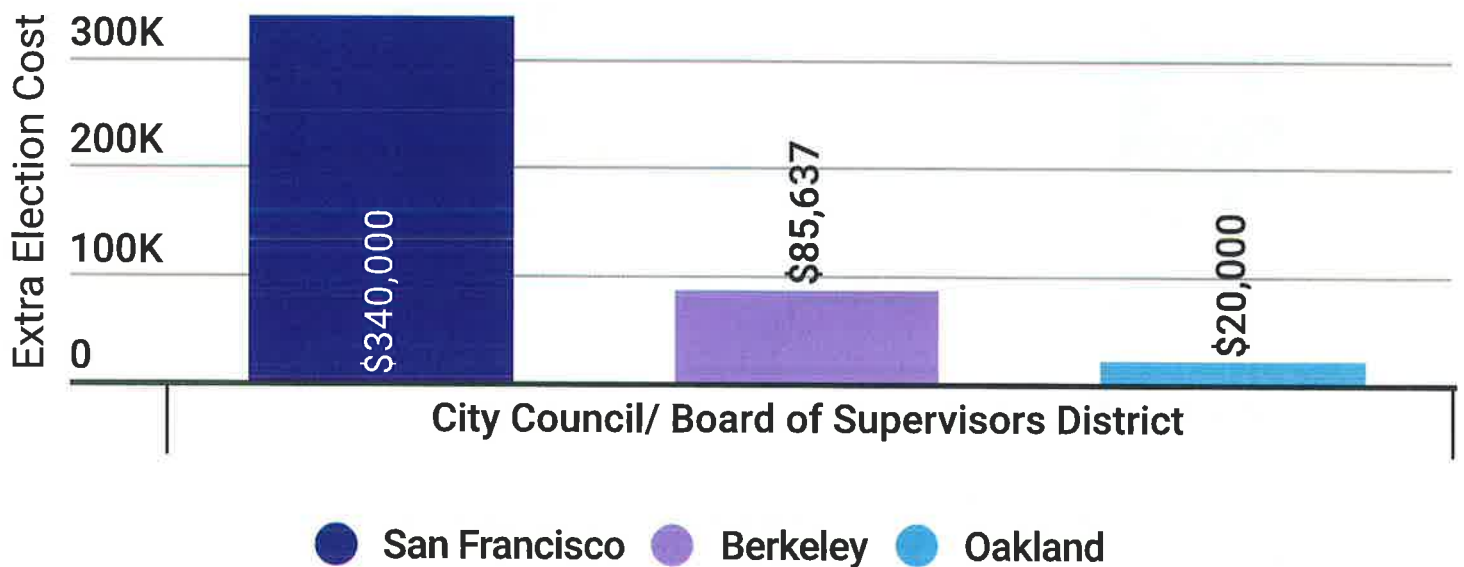 Extra Election Cost
300K
200K
100K
0
$340,000
$85,637
$20,000
City Council/ Board of Supervisors District
San Francisco Berkeley Oakland